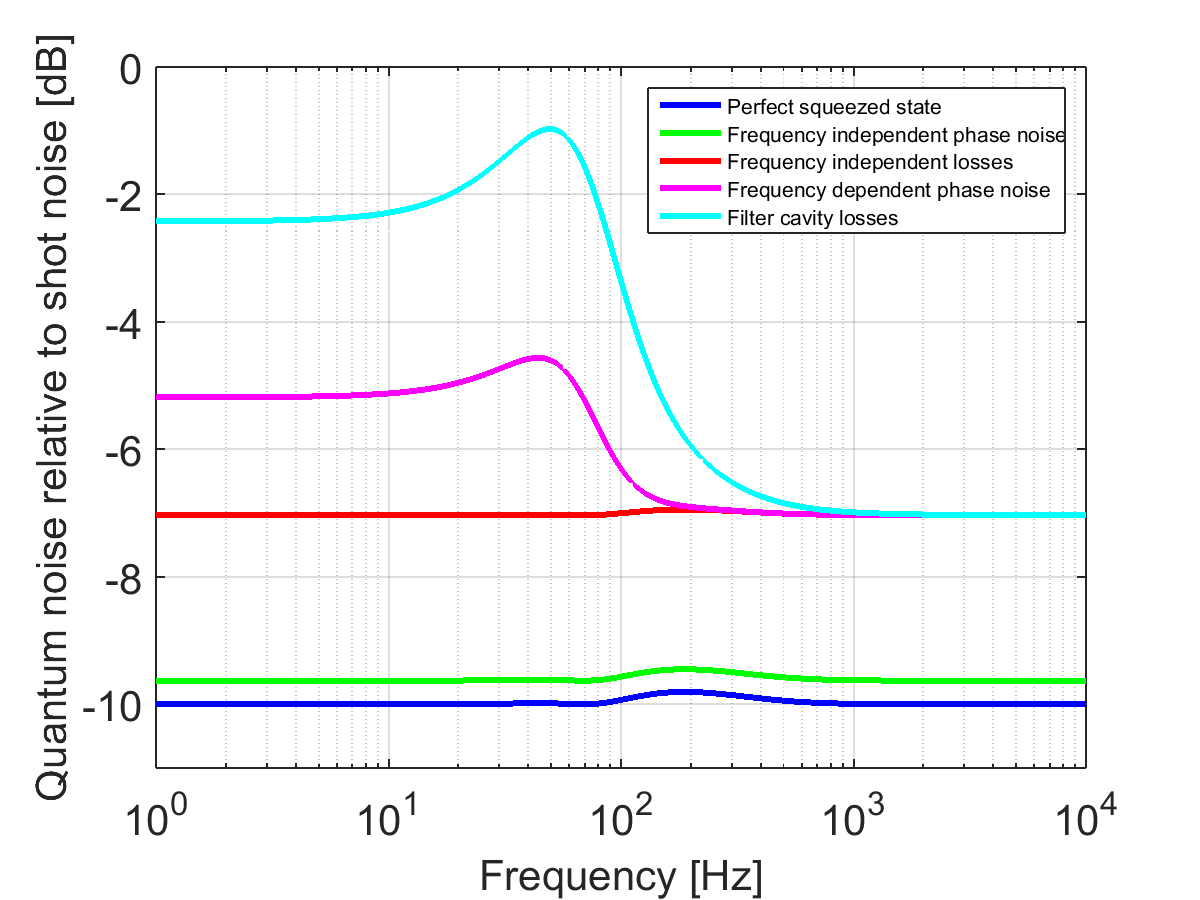 Quantum noise relative to shot noise [dB]
0
-2
-4
-6
-8
-10
Perfect squeezed state
Frequency independent phase noise
Frequency independent losses
Frequency dependent phase noise
Filter cavity losses
10^0 10^1 10^2 10^3 10^4
Frequency [Hz]